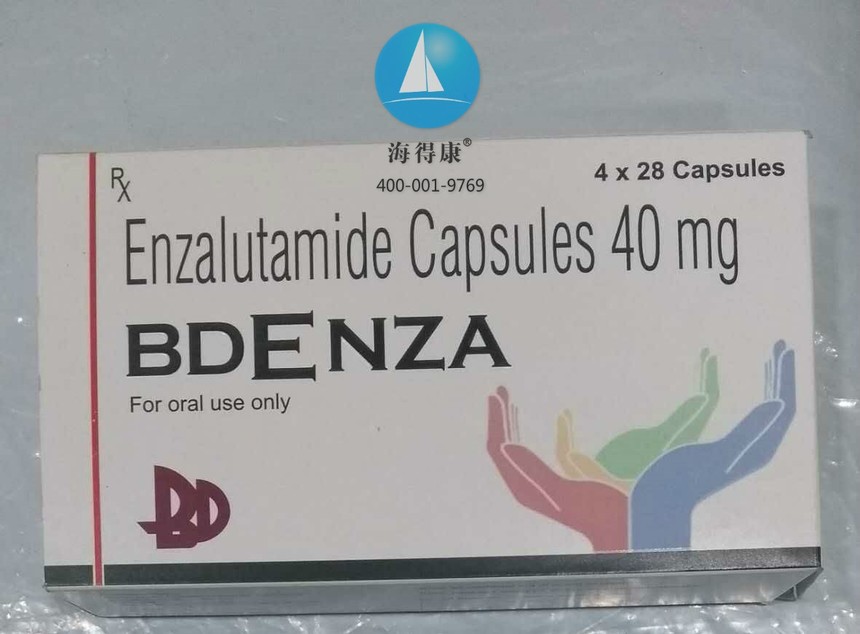 海得康®
400-001-9769
Rx
4 x 28 Capsules
Enzalutamide Capsules 40 mg
BDENZA
For oral use only
BD